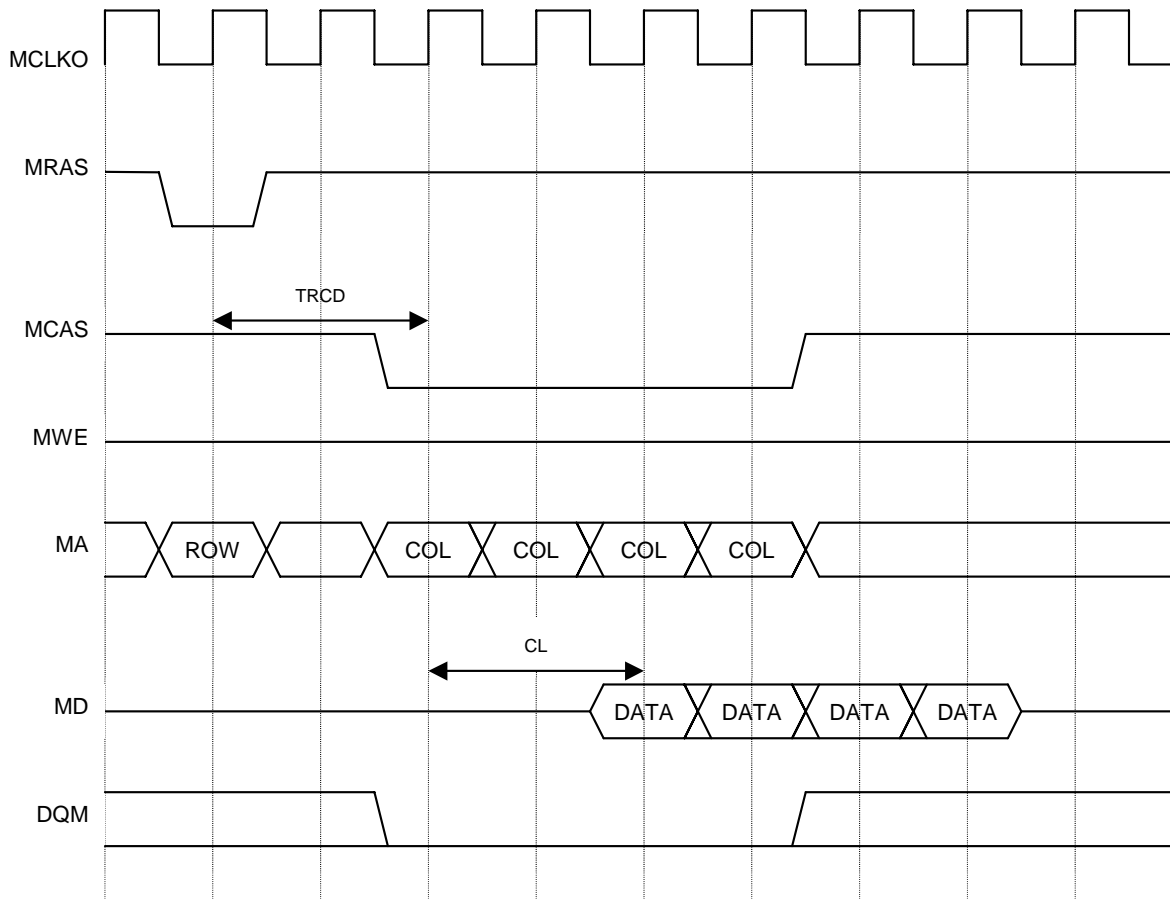 MCLKO
MRAS
TRCD
MCAS
MWE
MA ROW COL COL COL COL
CL
MD DATA DATA DATA DATA
DQM